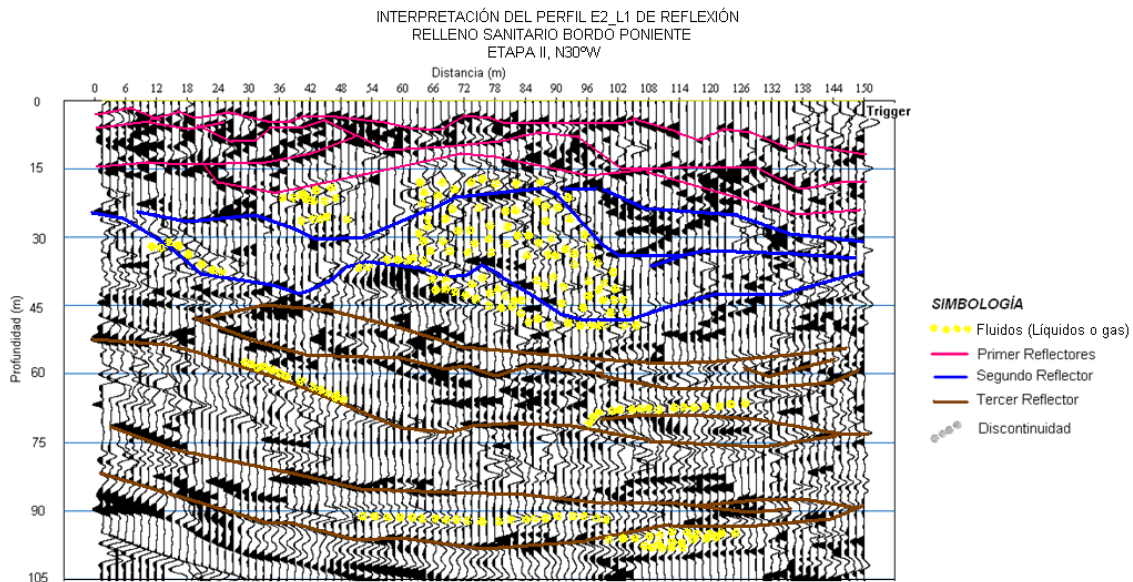 INTERPRETACIÓN DEL PERFIL E2_L1 DE REFLEXIÓN
RELLENO SANITARIO BORDO PONIENTE
ETAPA II, N30ºW
Distancia (m)
0 6 12 18 24 30 36 42 48 54 60 66 72 78 84 90 96 102 108 114 120 126 132 138 144 150
Trigger
Profundidad (m)
0
15
30
45
60
75
90
105
SIMBOLOGÍA
Fluidos (Líquidos o gas)
Primer Reflectores
Segundo Reflector
Tercer Reflector
Discontinuidad